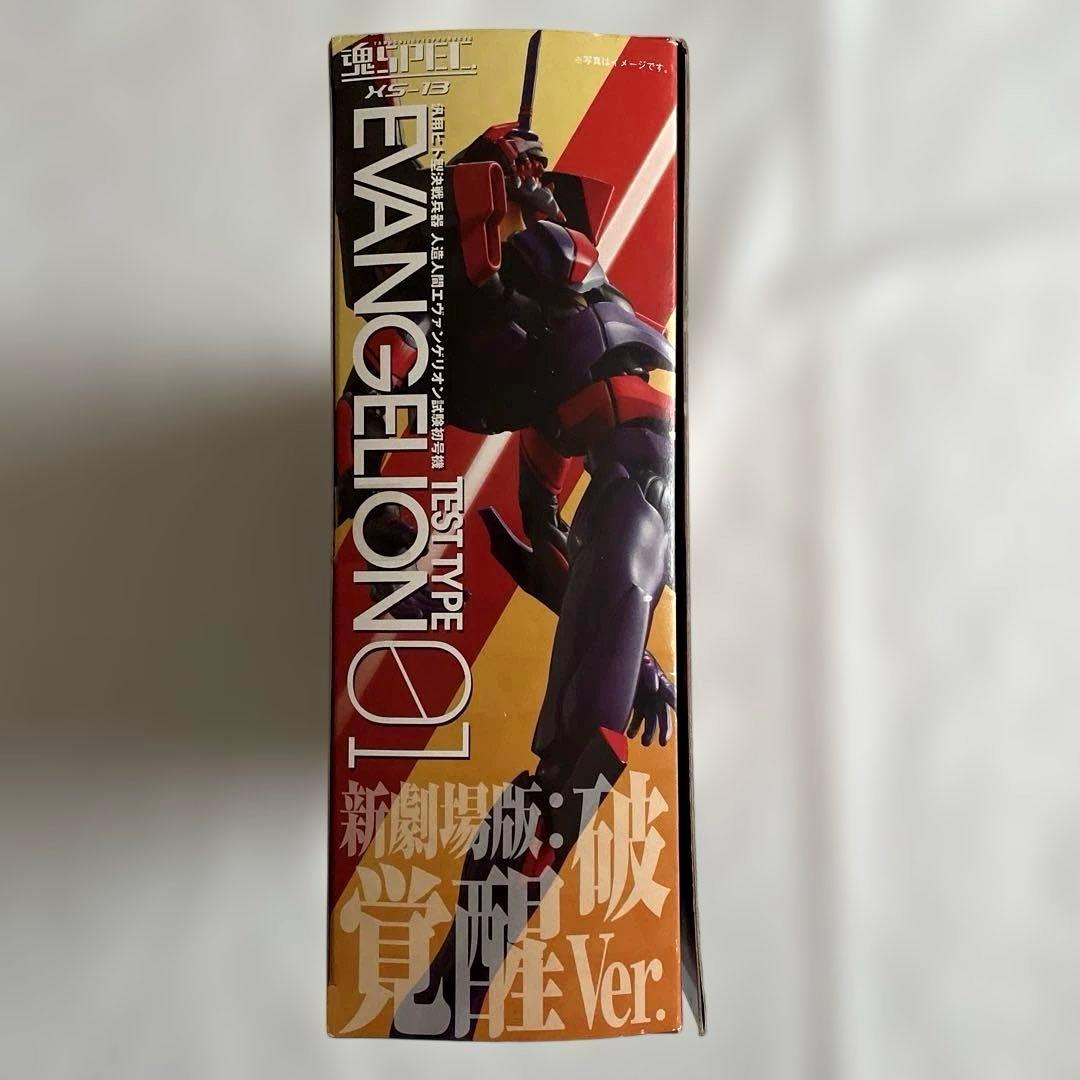 魂SPEC
XS-13
※写真はイメージです。
汎用ヒト型決戦兵器 人造人間エヴァンゲリオン試験初号機
EVANGELION01
TEST TYPE
新劇場版:破
覚醒Ver.